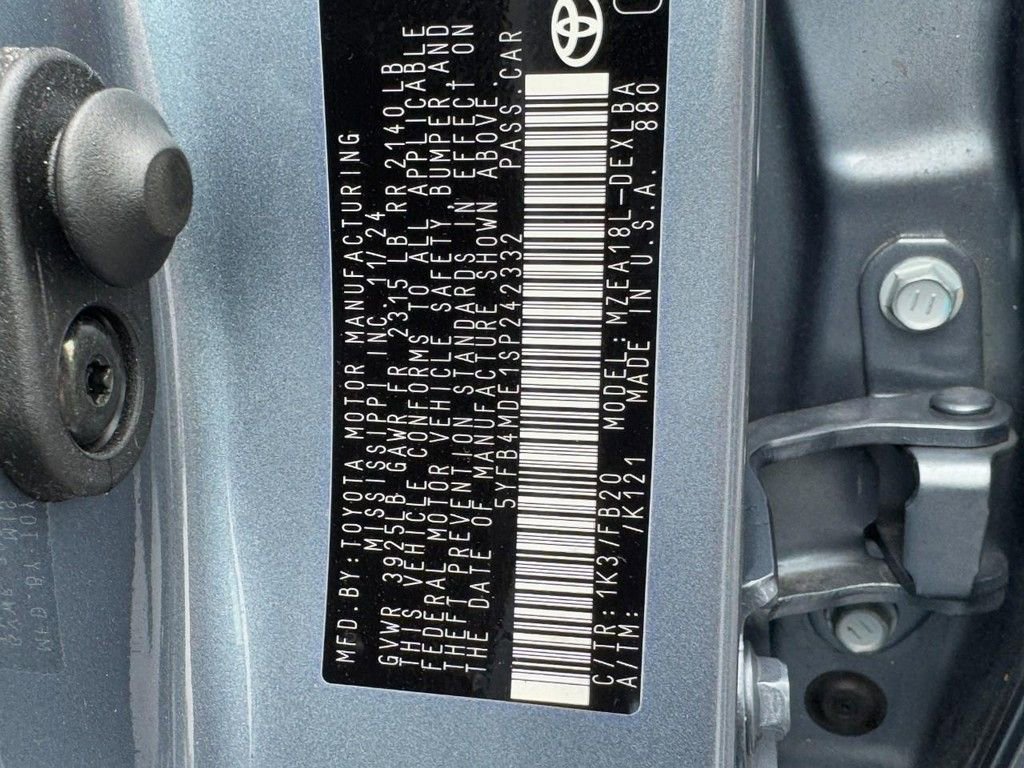 MFD.BY:TOYOTA MOTOR MANUFACTURING
MISSISSIPPI INC. 11/24
GVWR 3925LB GAWR FR 2315 LB RR 2140LB
THIS VEHICLE CONFORMS TO ALL APPLICABLE
FEDERAL MOTOR VEHICLE SAFETY,BUMPER,AND
THEFT PREVENTION STANDARDS IN EFFECT ON
THE DATE OF MANUFACTURE SHOWN ABOVE.
5YFB4MDE1SP242332 PASS.CAR
C/TR:1K3/FB20 MODEL:MZEA18L-DEXLBA
A/TM: /K121 MADE IN U.S.A. 880